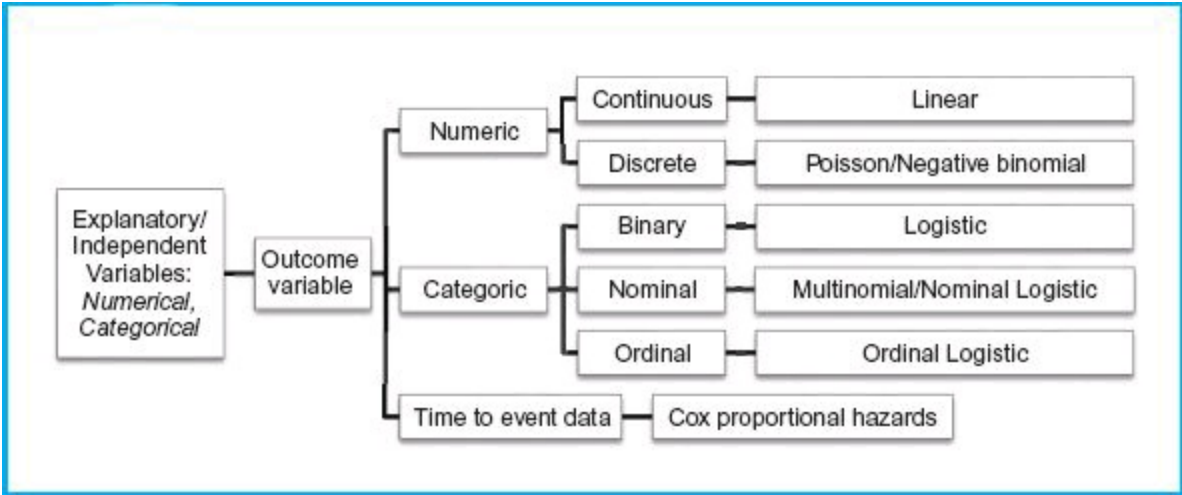 Explanatory/
Independent
Variables:
Numerical,
Categorical
Outcome
variable
Numeric
Continuous
Linear
Discrete
Poisson/Negative binomial
Categoric
Binary
Logistic
Nominal
Multinomial/Nominal Logistic
Ordinal
Ordinal Logistic
Time to event data
Cox proportional hazards